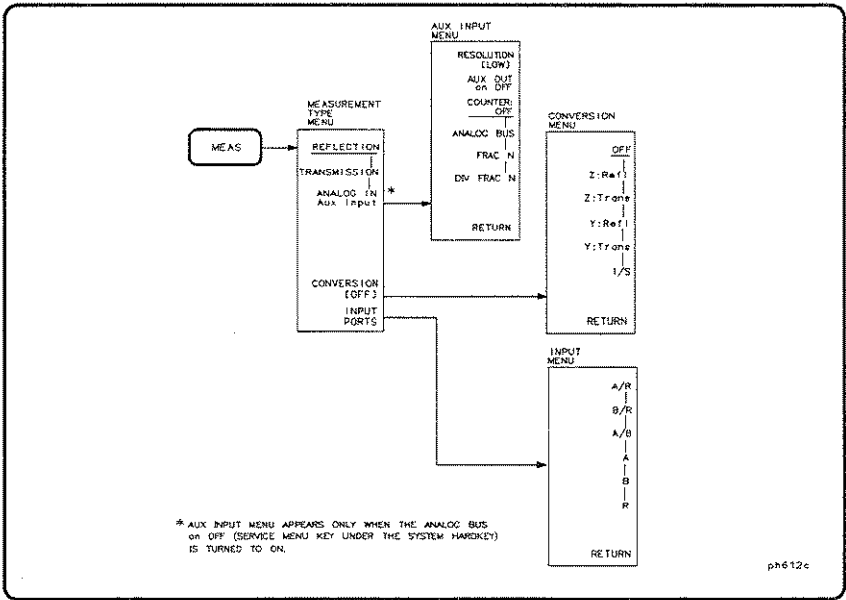 MEAS
MEASUREMENT
TYPE
MENU
REFLECTION
TRANSMISSION
ANALOG IN
Aux Input
*
CONVERSION
[OFF]
INPUT
PORTS
AUX INPUT
MENU
RESOLUTION
[LOW]
AUX OUT
on OFF
COUNTER:
OFF
ANALOG BUS
FRAC N
DIV FRAC N
RETURN
CONVERSION
MENU
OFF
Z:Refl
Z:Trans
Y:Refl
Y:Trans
1/S
RETURN
INPUT
MENU
A/R
B/R
A/B
A
B
R
RETURN
* AUX INPUT MENU APPEARS ONLY WHEN THE ANALOG BUS
on OFF (SERVICE MENU KEY UNDER THE SYSTEM HARDKEY)
IS TURNED TO ON.
ph612c